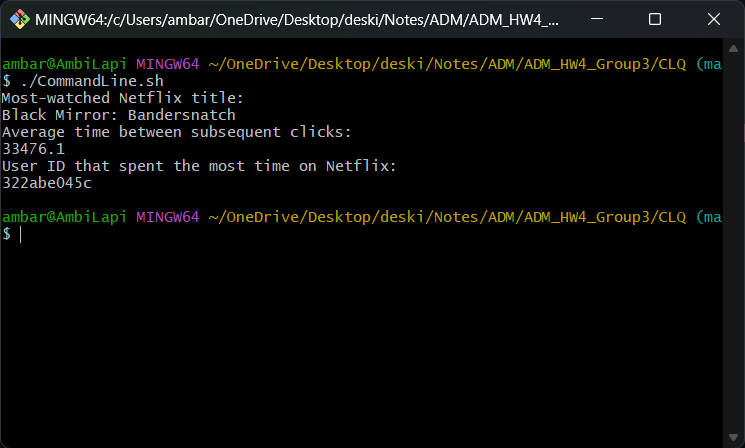 MINGW64:/c/Users/ambar/OneDrive/Desktop/deski/Notes/ADM/ADM_HW4_...
ambar@AmbiLapi MINGW64 ~/OneDrive/Desktop/deski/Notes/ADM/ADM_HW4_Group3/CLQ (ma
$ ./CommandLine.sh
Most-watched Netflix title:
Black Mirror: Bandersnatch
Average time between subsequent clicks:
33476.1
User ID that spent the most time on Netflix:
322abe045c
ambar@AmbiLapi MINGW64 ~/OneDrive/Desktop/deski/Notes/ADM/ADM_HW4_Group3/CLQ (ma
$